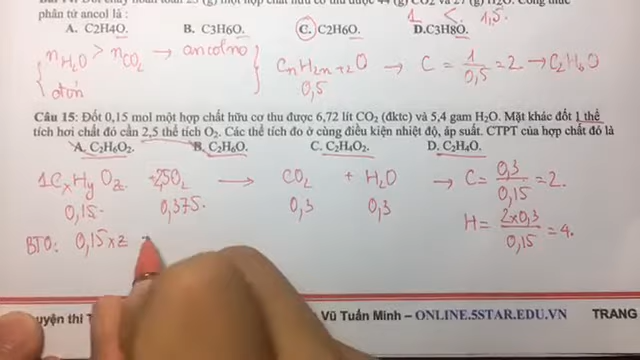 phân tử ancol là :
A. C2H4O. B. C3H6O. C. C2H6O. D.C3H8O.
1 < 1,5.
nH2O > nCO2 → ancol no
đơn
CnH2n+2O → C = 1/0,5 = 2 → C2H6O
0,5
Câu 15: Đốt 0,15 mol một hợp chất hữu cơ thu được 6,72 lít CO2 (đktc) và 5,4 gam H2O. Mặt khác đốt 1 thể
tích hơi chất đó cần 2,5 thể tích O2. Các thể tích đo ở cùng điều kiện nhiệt độ, áp suất. CTPT của hợp chất đó là
A. C2H6O2. B. C2H6O. C. C2H4O2. D. C2H4O.
1CxHyOz + 2,5O2 → CO2 + H2O → C = 0,3/0,15 = 2.
0,15 0,375 0,3 0,3
H = 2x0,3/0,15 = 4.
BTO: 0,15 x z
Vũ Tuấn Minh – ONLINE.5STAR.EDU.VN TRANG